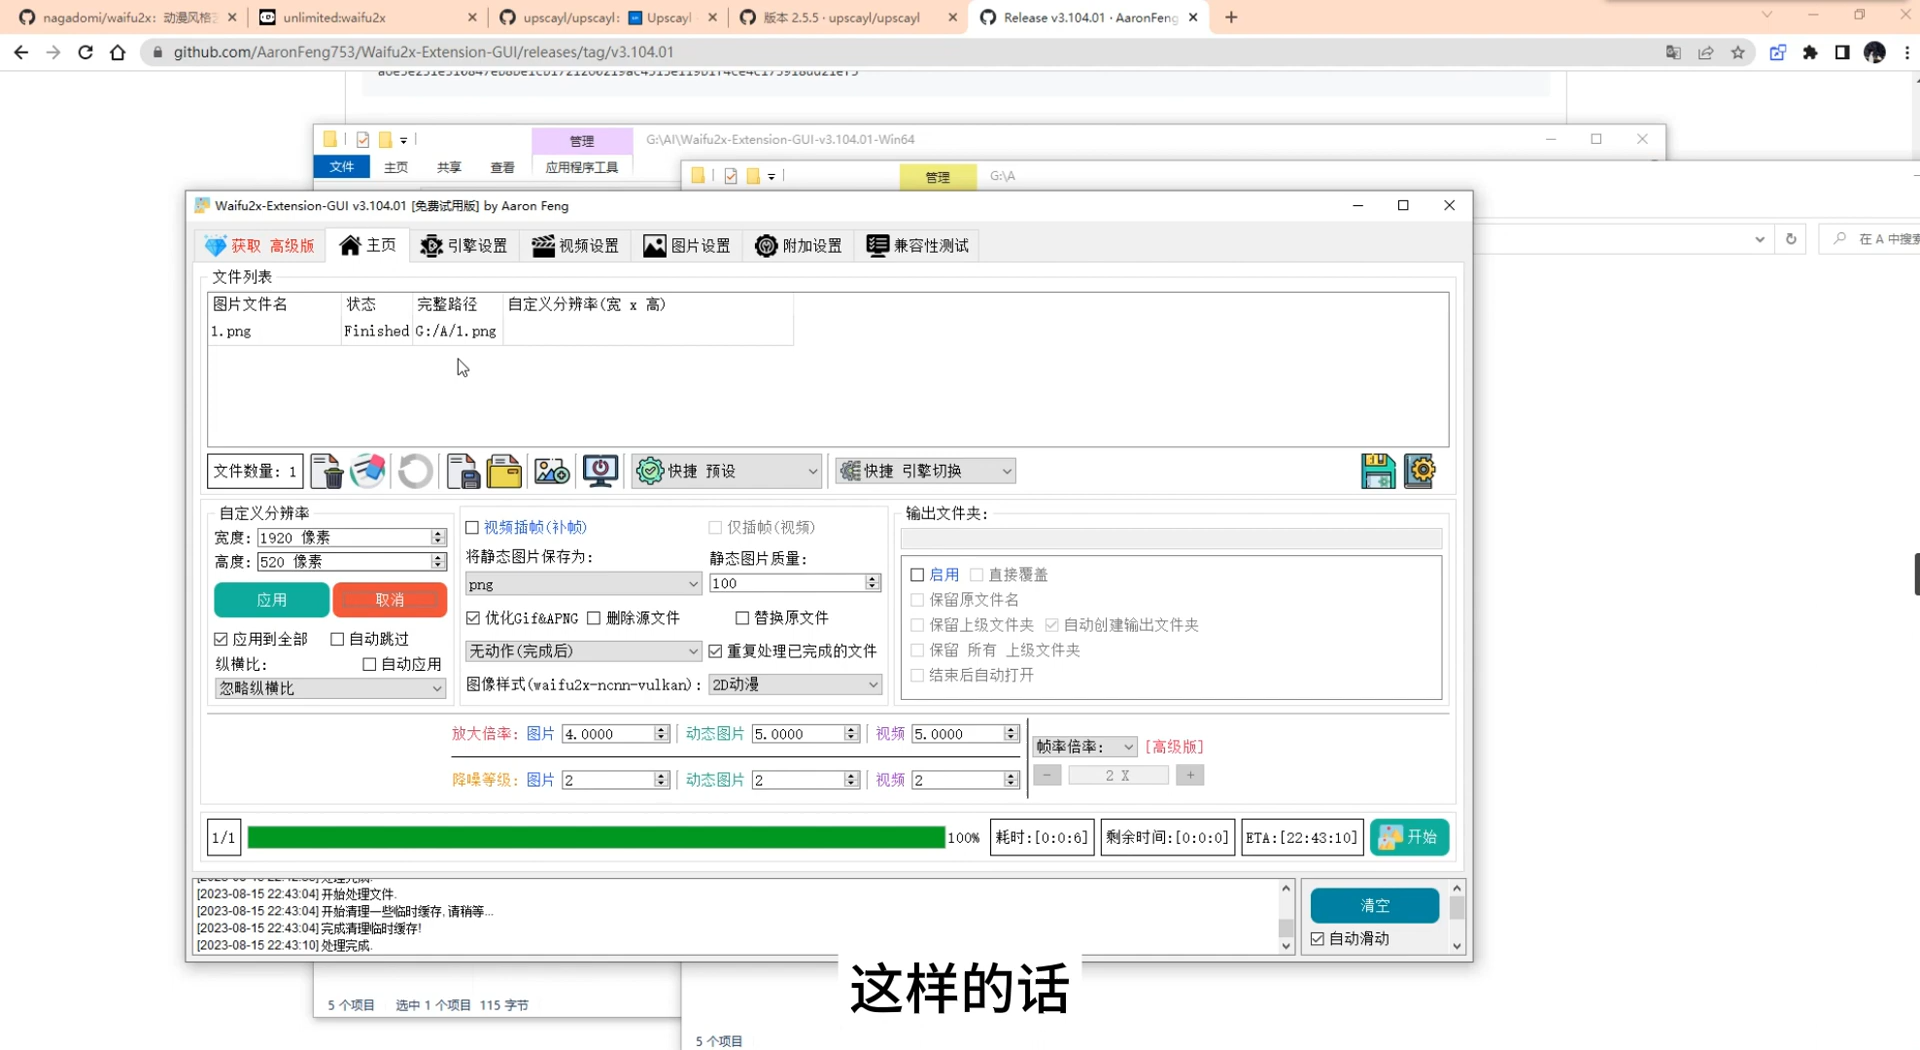 nagadomi/waifu2x: 动漫风格
unlimited:waifu2x
upscayl/upscayl: Upscayl
版本 2.5.5 · upscayl/upscayl
Release v3.104.01 · AaronFeng
github.com/AaronFeng753/Waifu2x-Extension-GUI/releases/tag/v3.104.01
管理
G:\AI\Waifu2x-Extension-GUI-v3.104.01-Win64
文件
主页
共享
查看
应用程序工具
管理
G:\A
在 A 中搜索
Waifu2x-Extension-GUI v3.104.01 [免费试用版] by Aaron Feng
获取 高级版
主页
引擎设置
视频设置
图片设置
附加设置
兼容性测试
文件列表
图片文件名 状态 完整路径 自定义分辨率(宽 x 高)
1.png Finished G:/A/1.png
文件数量: 1
快捷 预设
快捷 引擎切换
自定义分辨率
宽度: 1920 像素
高度: 520 像素
应用
取消
应用到全部
自动跳过
纵横比:
自动应用
忽略纵横比
视频插帧(补帧)
仅插帧(视频)
将静态图片保存为:
静态图片质量:
png
100
优化Gif&APNG
删除源文件
替换原文件
无动作(完成后)
重复处理已完成的文件
图像样式(waifu2x-ncnn-vulkan):
2D动漫
输出文件夹:
启用
直接覆盖
保留原文件名
保留上级文件夹
自动创建输出文件夹
保留 所有 上级文件夹
结束后自动打开
放大倍率: 图片 4.0000 动态图片 5.0000 视频 5.0000
降噪等级: 图片 2 动态图片 2 视频 2
帧率倍率:
[高级版]
- 2 X +
1/1
100%
耗时:[0:0:6]
剩余时间:[0:0:0]
ETA:[22:43:10]
开始
[2023-08-15 22:43:04] 开始处理文件.
[2023-08-15 22:43:04] 开始清理一些临时缓存, 请稍等...
[2023-08-15 22:43:04] 完成清理临时缓存!
[2023-08-15 22:43:10] 处理完成.
清空
自动滑动
这样的话
5 个项目 选中 1 个项目 115 字节
5 个项目